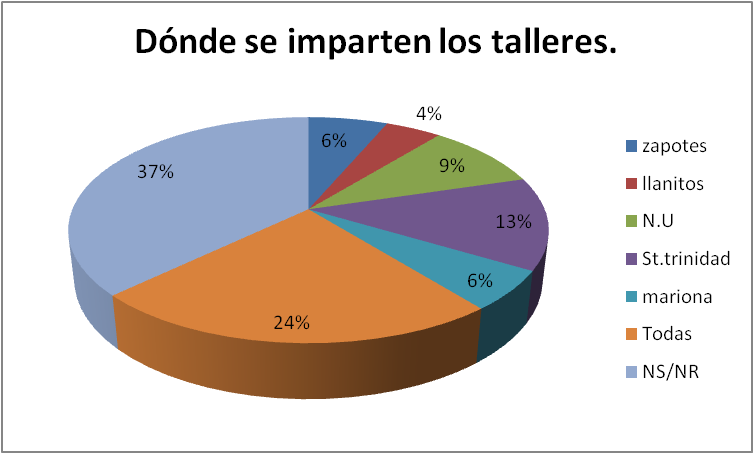 Dónde se imparten los talleres.
6%
4%
9%
13%
6%
24%
37%
zapotes
llanitos
N.U
St.trinidad
mariona
Todas
NS/NR